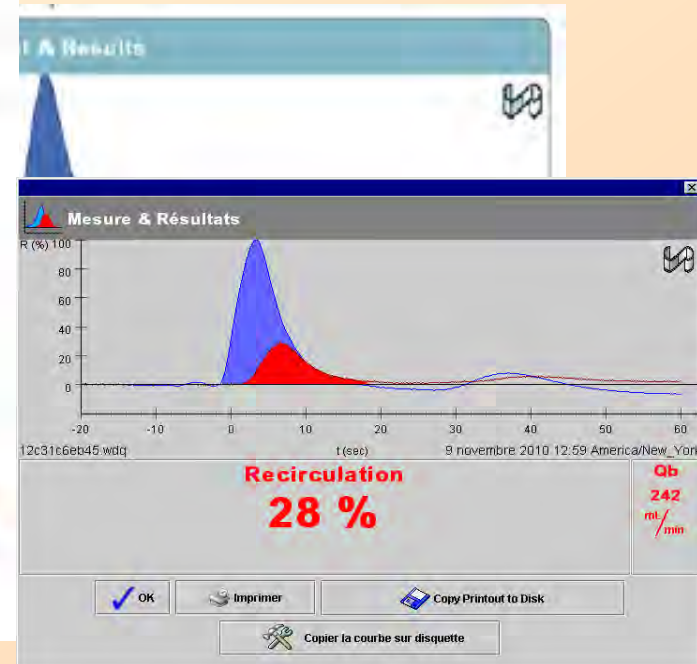 & Results
Mesure & Résultats
R (%) 100
80
60
40
20
0
-20 -10 0 10 20 30 40 50 60
12c31c6eb45.wdq t (sec) 9 novembre 2010 12:59 America/New_York
Recirculation
28 %
Qb
242
mL/min
OK Imprimer Copy Printout to Disk
Copier la courbe sur disquette